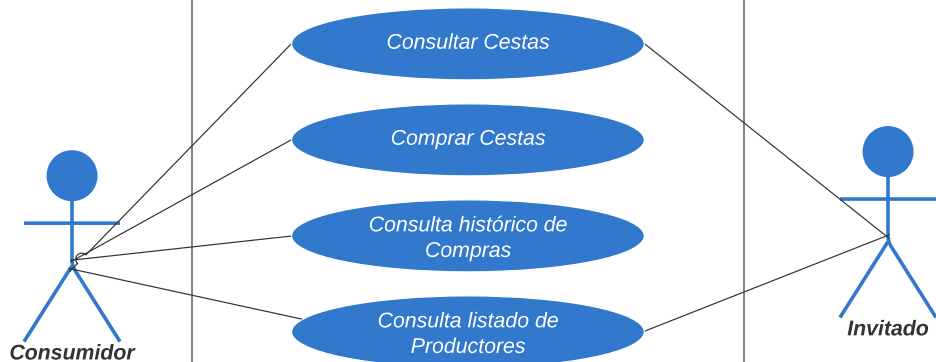 Consultar Cestas
Comprar Cestas
Consulta histórico de
Compras
Consulta listado de
Productores
Consumidor
Invitado